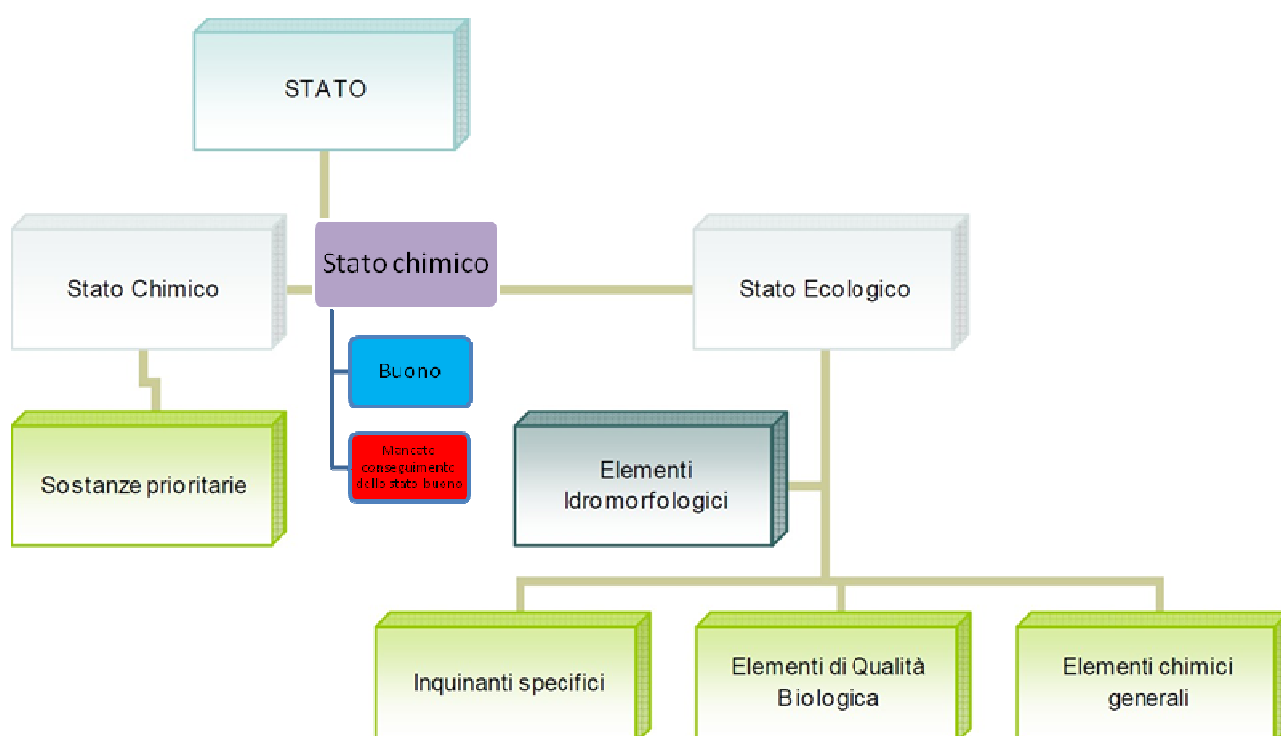 STATO
Stato Chimico
Stato chimico
Stato Ecologico
Buono
Mancato
conseguimento
dello stato buono
Sostanze prioritarie
Elementi
Idromorfologici
Inquinanti specifici
Elementi di Qualità
Biologica
Elementi chimici
generali